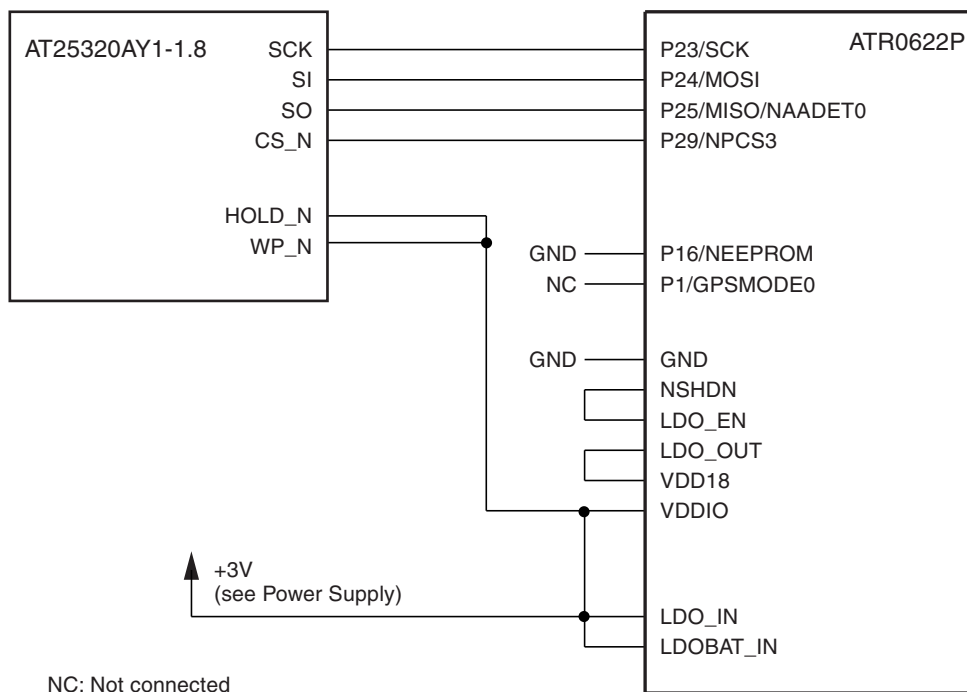 AT25320AY1-1.8
SCK
SI
SO
CS_N
HOLD_N
WP_N
ATR0622P
P23/SCK
P24/MOSI
P25/MISO/NAADET0
P29/NPCS3
GND P16/NEEPROM
NC P1/GPSMODE0
GND GND
NSHDN
LDO_EN
LDO_OUT
VDD18
VDDIO
LDO_IN
LDOBAT_IN
+3V
(see Power Supply)
NC: Not connected